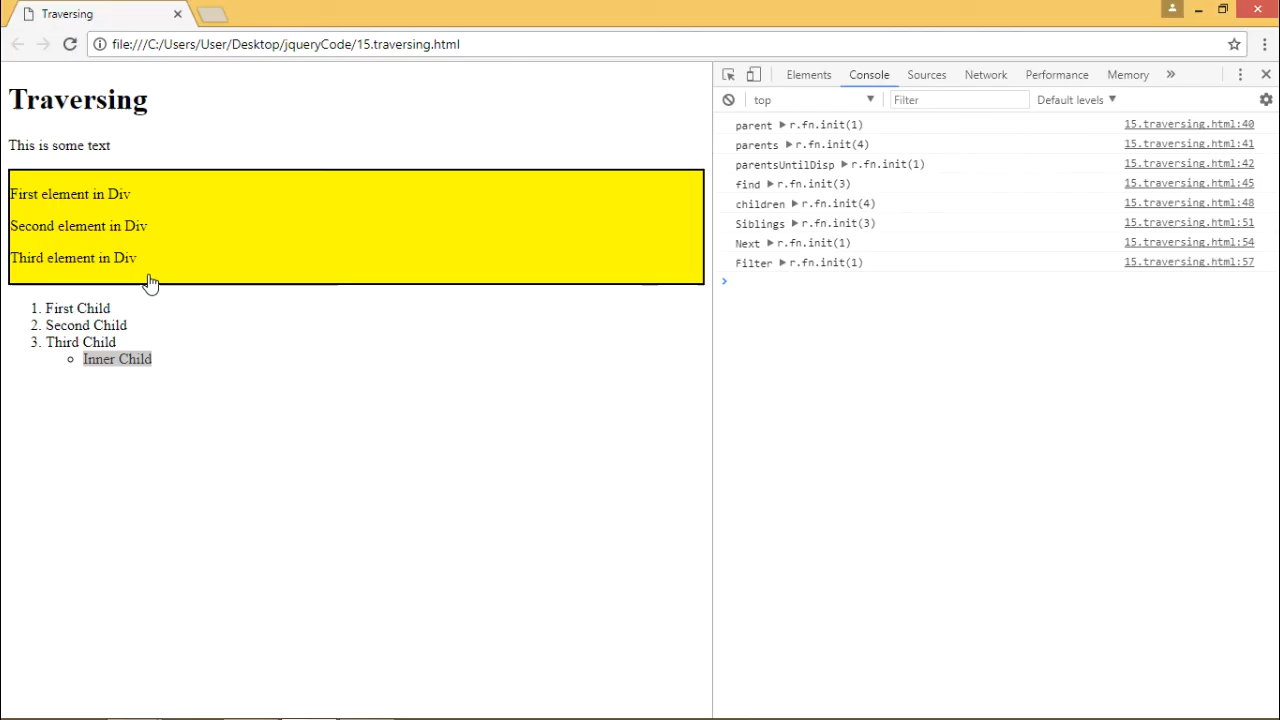 Traversing
file:///C:/Users/User/Desktop/jqueryCode/15.traversing.html
Elements Console Sources Network Performance Memory »
top Filter Default levels
Traversing
This is some text
First element in Div
Second element in Div
Third element in Div
1. First Child
2. Second Child
3. Third Child
Inner Child
parent r.fn.init(1) 15.traversing.html:40
parents r.fn.init(4) 15.traversing.html:41
parentsUntilDisp r.fn.init(1) 15.traversing.html:42
find r.fn.init(3) 15.traversing.html:45
children r.fn.init(4) 15.traversing.html:48
Siblings r.fn.init(3) 15.traversing.html:51
Next r.fn.init(1) 15.traversing.html:54
Filter r.fn.init(1) 15.traversing.html:57